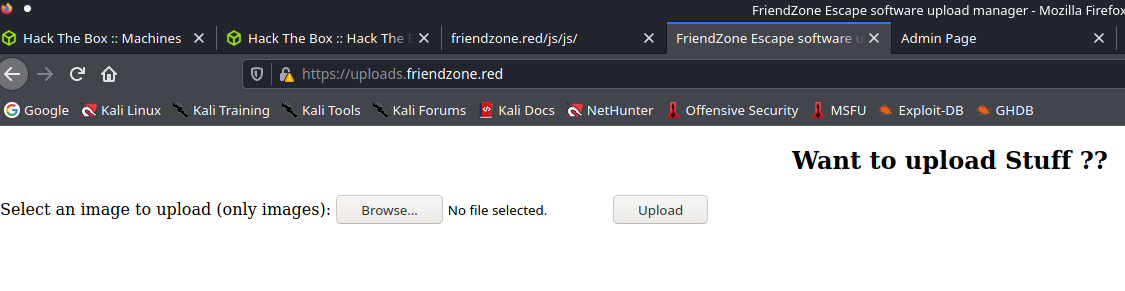 FriendZone Escape software upload manager - Mozilla Firefox
Hack The Box :: Machines Hack The Box :: Hack The friendzone.red/js/js/ FriendZone Escape software Admin Page
https://uploads.friendzone.red
Google Kali Linux Kali Training Kali Tools Kali Forums Kali Docs NetHunter Offensive Security MSFU Exploit-DB GHDB
Want to upload Stuff ??
Select an image to upload (only images): Browse... No file selected. Upload